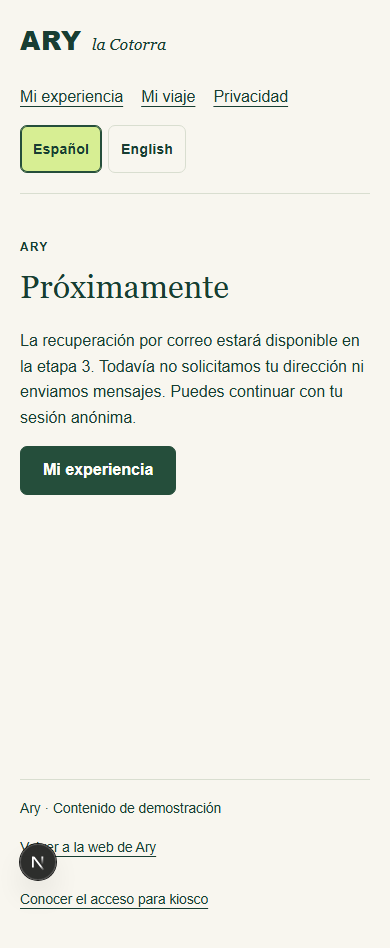 ARY la Cotorra
Mi experiencia Mi viaje Privacidad
Español English
ARY
Próximamente
La recuperación por correo estará disponible en
la etapa 3. Todavía no solicitamos tu dirección ni
enviamos mensajes. Puedes continuar con tu
sesión anónima.
Mi experiencia
Ary · Contenido de demostración
a la web de Ary
N
Conocer el acceso para kiosco